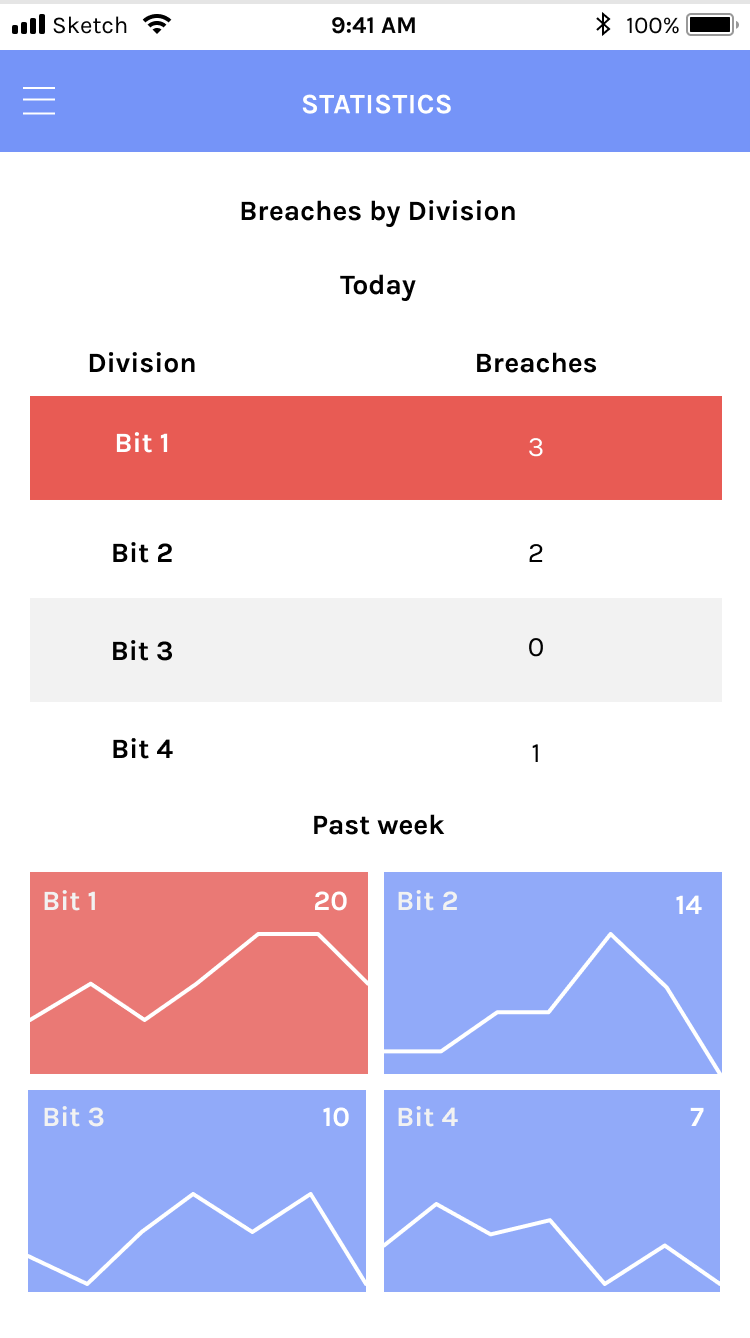 Sketch 9:41 AM 100%
STATISTICS
Breaches by Division
Today
Division Breaches
Bit 1 3
Bit 2 2
Bit 3 0
Bit 4 1
Past week
Bit 1 20
Bit 2 14
Bit 3 10
Bit 4 7